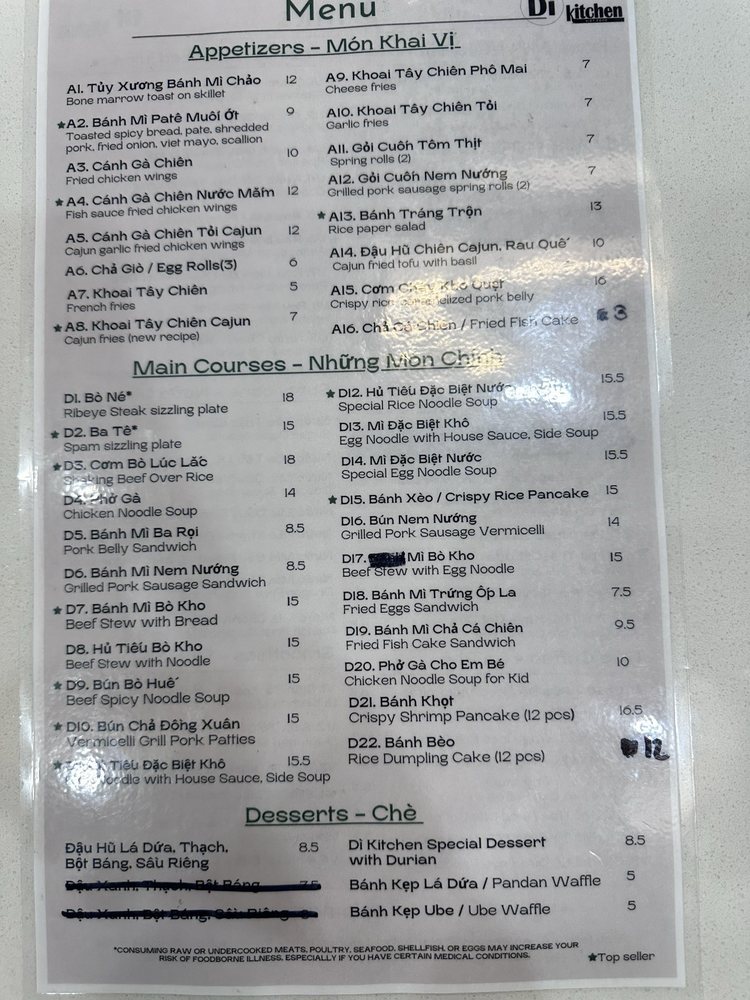 Menu
Dì kitchen
Appetizers - Món Khai Vị
A1. Tủy Xương Bánh Mì Chảo 12
Bone marrow toast on skillet
★A2. Bánh Mì Patê Muối Ớt 9
Toasted spicy bread, pate, shredded
pork, fried onion, viet mayo, scallion
A3. Cánh Gà Chiên 10
Fried chicken wings
★A4. Cánh Gà Chiên Nước Mắm 12
Fish sauce fried chicken wings
A5. Cánh Gà Chiên Tỏi Cajun 12
Cajun garlic fried chicken wings
A6. Chả Giò / Egg Rolls(3) 6
A7. Khoai Tây Chiên 5
French fries
★A8. Khoai Tây Chiên Cajun 7
Cajun fries (new recipe)
A9. Khoai Tây Chiên Phô Mai 7
Cheese fries
A10. Khoai Tây Chiên Tỏi 7
Garlic fries
A11. Gỏi Cuốn Tôm Thịt 7
Spring rolls (2)
A12. Gỏi Cuốn Nem Nướng 7
Grilled pork sausage spring rolls (2)
★A13. Bánh Tráng Trộn 13
Rice paper salad
A14. Đậu Hũ Chiên Cajun, Rau Quế 10
Cajun fried tofu with basil
A15. Cơm Cháy Kho Quẹt 16
Crispy rice, caramelized pork belly
A16. Chả Cá Chiên / Fried Fish Cake 3
Main Courses - Những Món Chính
D1. Bò Né* 18
Ribeye Steak sizzling plate
★D2. Ba Tê* 15
Spam sizzling plate
★D3. Cơm Bò Lúc Lắc 18
Shaking Beef Over Rice
D4. Phở Gà 14
Chicken Noodle Soup
D5. Bánh Mì Ba Rọi 8.5
Pork Belly Sandwich
D6. Bánh Mì Nem Nướng 8.5
Grilled Pork Sausage Sandwich
★D7. Bánh Mì Bò Kho 15
Beef Stew with Bread
D8. Hủ Tiếu Bò Kho 15
Beef Stew with Noodle
★D9. Bún Bò Huế 15
Beef Spicy Noodle Soup
★D10. Bún Chả Đông Xuân 15
Vermicelli Grill Pork Patties
★ Tiếu Đặc Biệt Khô 15.5
Noodle with House Sauce, Side Soup
★D12. Hủ Tiếu Đặc Biệt Nước 15.5
Special Rice Noodle Soup
D13. Mì Đặc Biệt Khô 15.5
Egg Noodle with House Sauce, Side Soup
D14. Mì Đặc Biệt Nước 15.5
Special Egg Noodle Soup
★D15. Bánh Xèo / Crispy Rice Pancake 15
D16. Bún Nem Nướng 14
Grilled Pork Sausage Vermicelli
D17. Mì Bò Kho 15
Beef Stew with Egg Noodle
D18. Bánh Mì Trứng Ốp La 7.5
Fried Eggs Sandwich
D19. Bánh Mì Chả Cá Chiên 9.5
Fried Fish Cake Sandwich
D20. Phở Gà Cho Em Bé 10
Chicken Noodle Soup for Kid
D21. Bánh Khọt 16.5
Crispy Shrimp Pancake (12 pcs)
D22. Bánh Bèo 12
Rice Dumpling Cake (12 pcs)
Desserts - Chè
Đậu Hũ Lá Dứa, Thạch, 8.5
Bột Báng, Sầu Riêng
Đậu Xanh, Thạch, Bột Báng 7.5
Đậu Xanh, Bột Báng, Sầu Riêng
Dì Kitchen Special Dessert 8.5
with Durian
Bánh Kẹp Lá Dứa / Pandan Waffle 5
Bánh Kẹp Ube / Ube Waffle 5
*CONSUMING RAW OR UNDERCOOKED MEATS, POULTRY, SEAFOOD, SHELLFISH, OR EGGS MAY INCREASE YOUR
RISK OF FOODBORNE ILLNESS, ESPECIALLY IF YOU HAVE CERTAIN MEDICAL CONDITIONS.
★Top seller